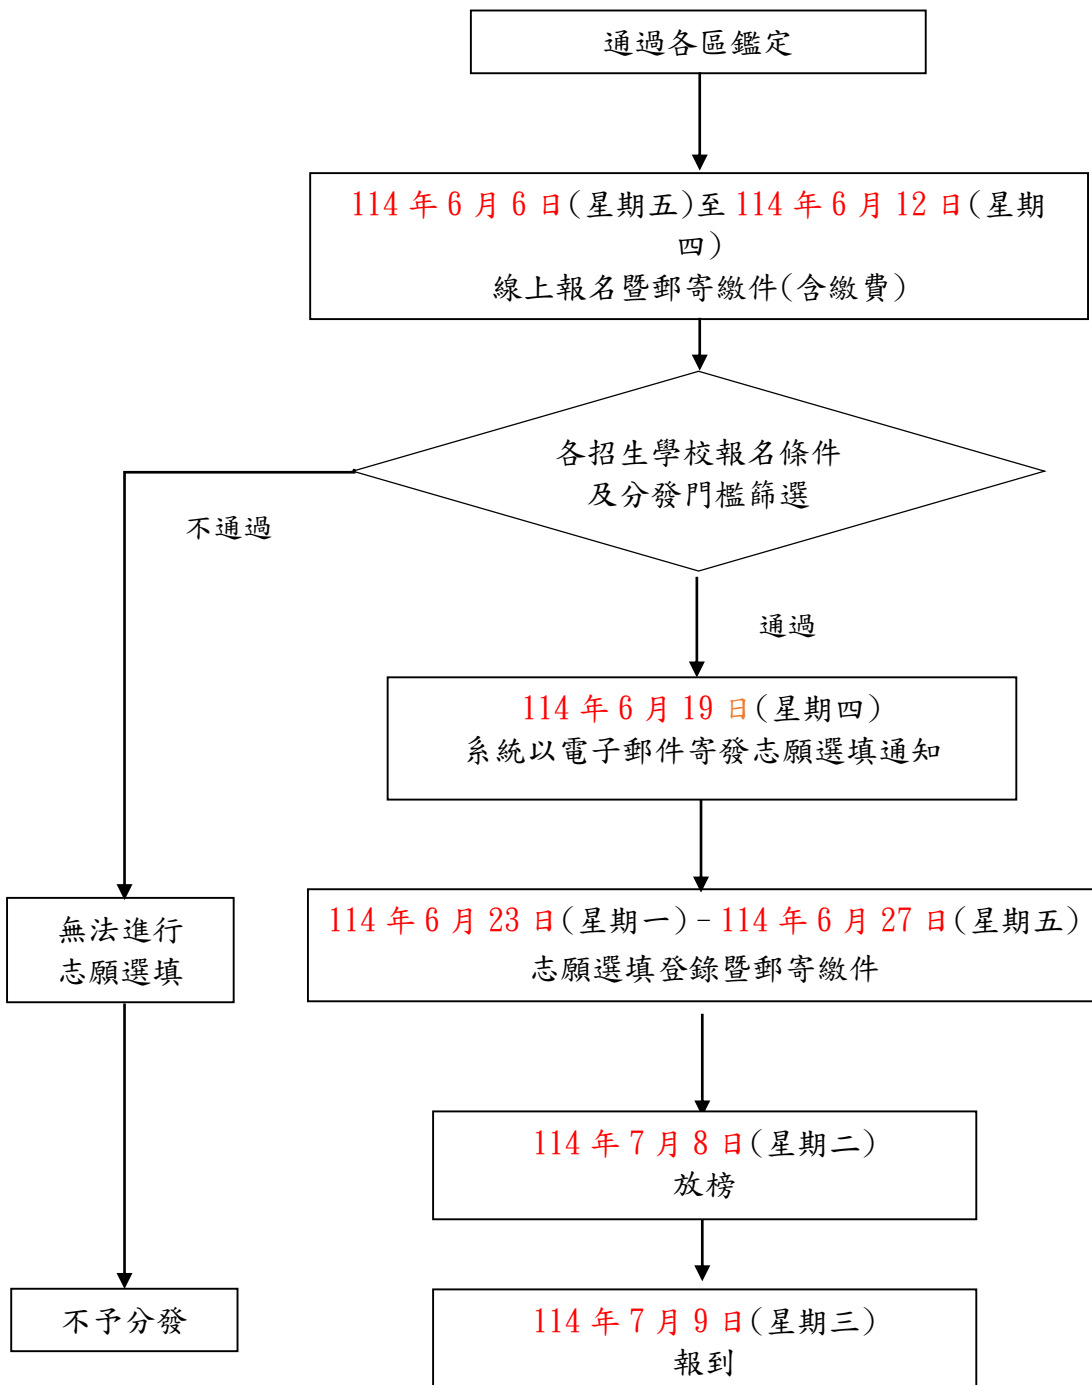 通過各區鑑定
114 年 6 月 6 日(星期五)至 114 年 6 月 12 日(星期
四)
線上報名暨郵寄繳件(含繳費)
各招生學校報名條件
及分發門檻篩選
不通過
通過
114 年 6 月 19 日(星期四)
系統以電子郵件寄發志願選填通知
114 年 6 月 23 日(星期一)-114 年 6 月 27 日(星期五)
志願選填登錄暨郵寄繳件
無法進行
志願選填
114 年 7 月 8 日(星期二)
放榜
不予分發
114 年 7 月 9 日(星期三)
報到